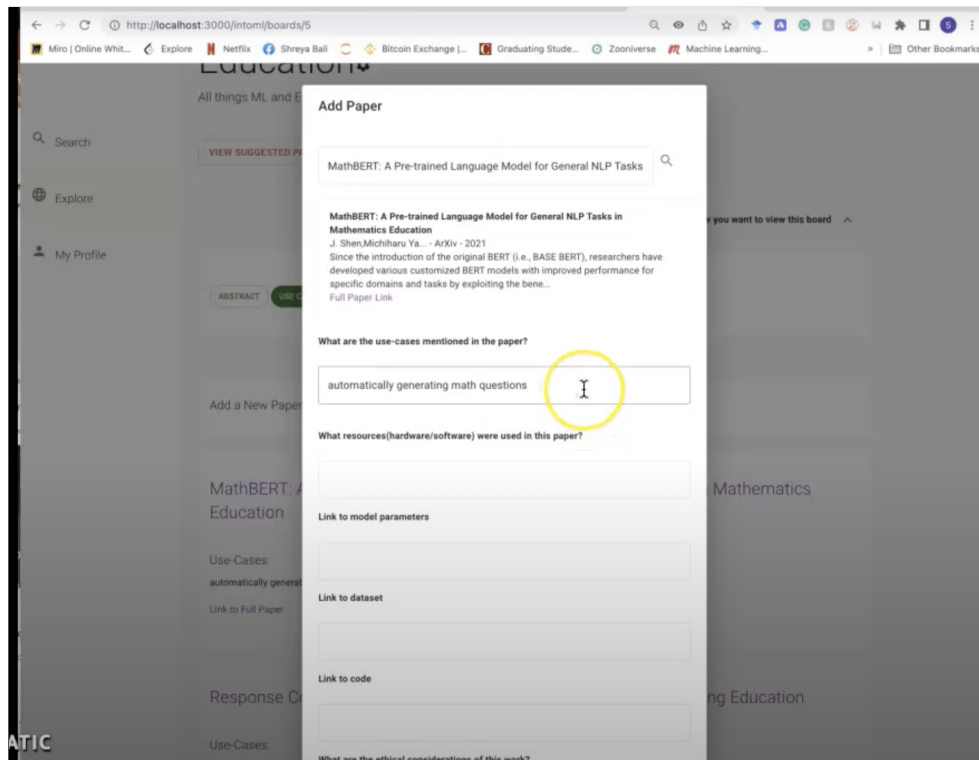 http://localhost:3000/intoml/boards/5
Miro | Online Whit...
Explore
Netflix
Shreya Bali
Bitcoin Exchange |...
Graduating Stude...
Zooniverse
Machine Learning...
»
Other Bookmarks
Education
All things ML and E
Search
Explore
My Profile
VIEW SUGGESTED P
w you want to view this board
ABSTRACT
USE C
Add a New Paper
MathBERT: A
Mathematics
Education
Use-Cases:
automatically generat
Link to Full Paper
Response Co
ng Education
Use-Cases:
Add Paper
MathBERT: A Pre-trained Language Model for General NLP Tasks
MathBERT: A Pre-trained Language Model for General NLP Tasks in
Mathematics Education
J. Shen,Michiharu Ya... - ArXiv - 2021
Since the introduction of the original BERT (i.e., BASE BERT), researchers have
developed various customized BERT models with improved performance for
specific domains and tasks by exploiting the bene...
Full Paper Link
What are the use-cases mentioned in the paper?
automatically generating math questions
What resources(hardware/software) were used in this paper?
Link to model parameters
Link to dataset
Link to code
What are the ethical considerations of this work?
ATIC